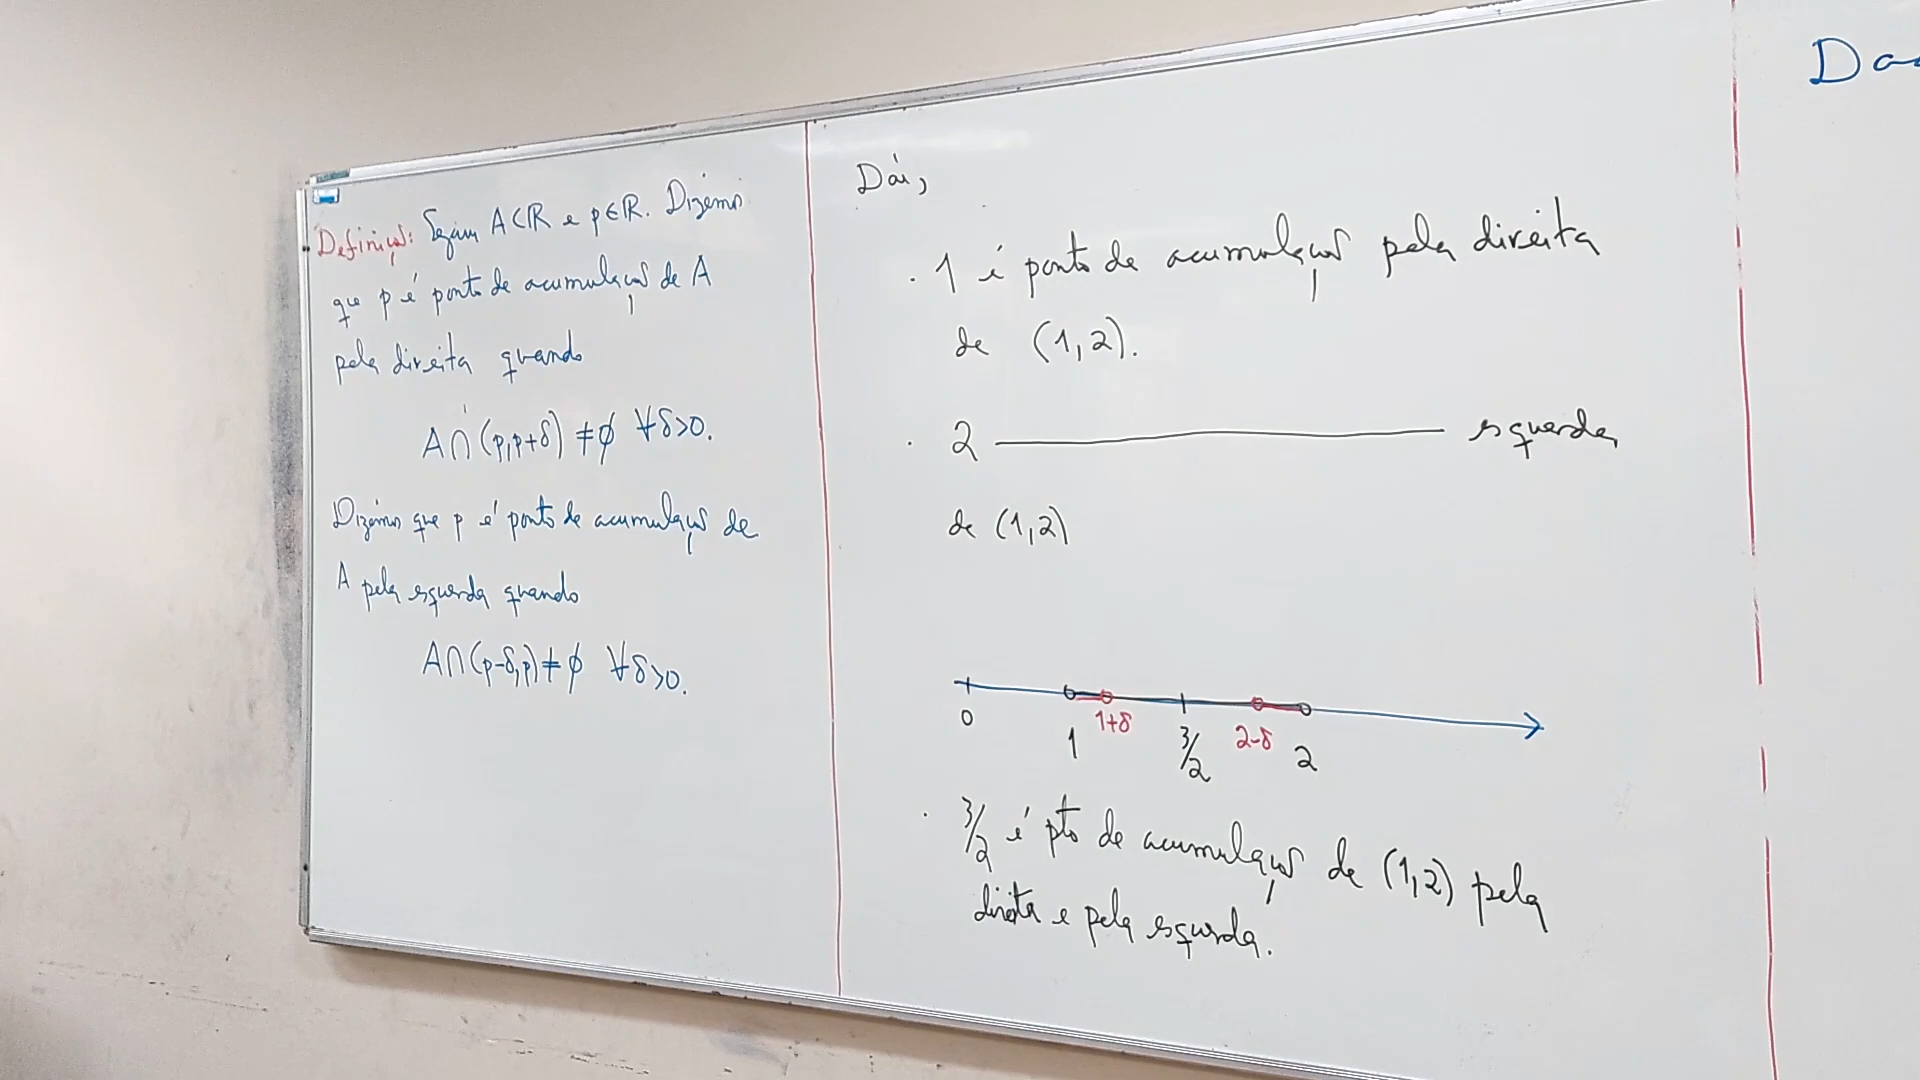 Definição: Sejam A⊂ℝ e p∈ℝ. Dizemos
que p é ponto de acumulação de A
pela direita quando
A∩(p,p+δ)≠∅ ∀δ>0.
Dizemos que p é ponto de acumulação de
A pela esquerda quando
A∩(p-δ,p)≠∅ ∀δ>0.
Daí,
· 1 é ponto de acumulação pela direita
de (1,2).
· 2 ——— esquerda
de (1,2)
0 1 1+δ 3/2 2-δ 2
· 3/2 é pto de acumulação de (1,2) pela
direita e pela esquerda.